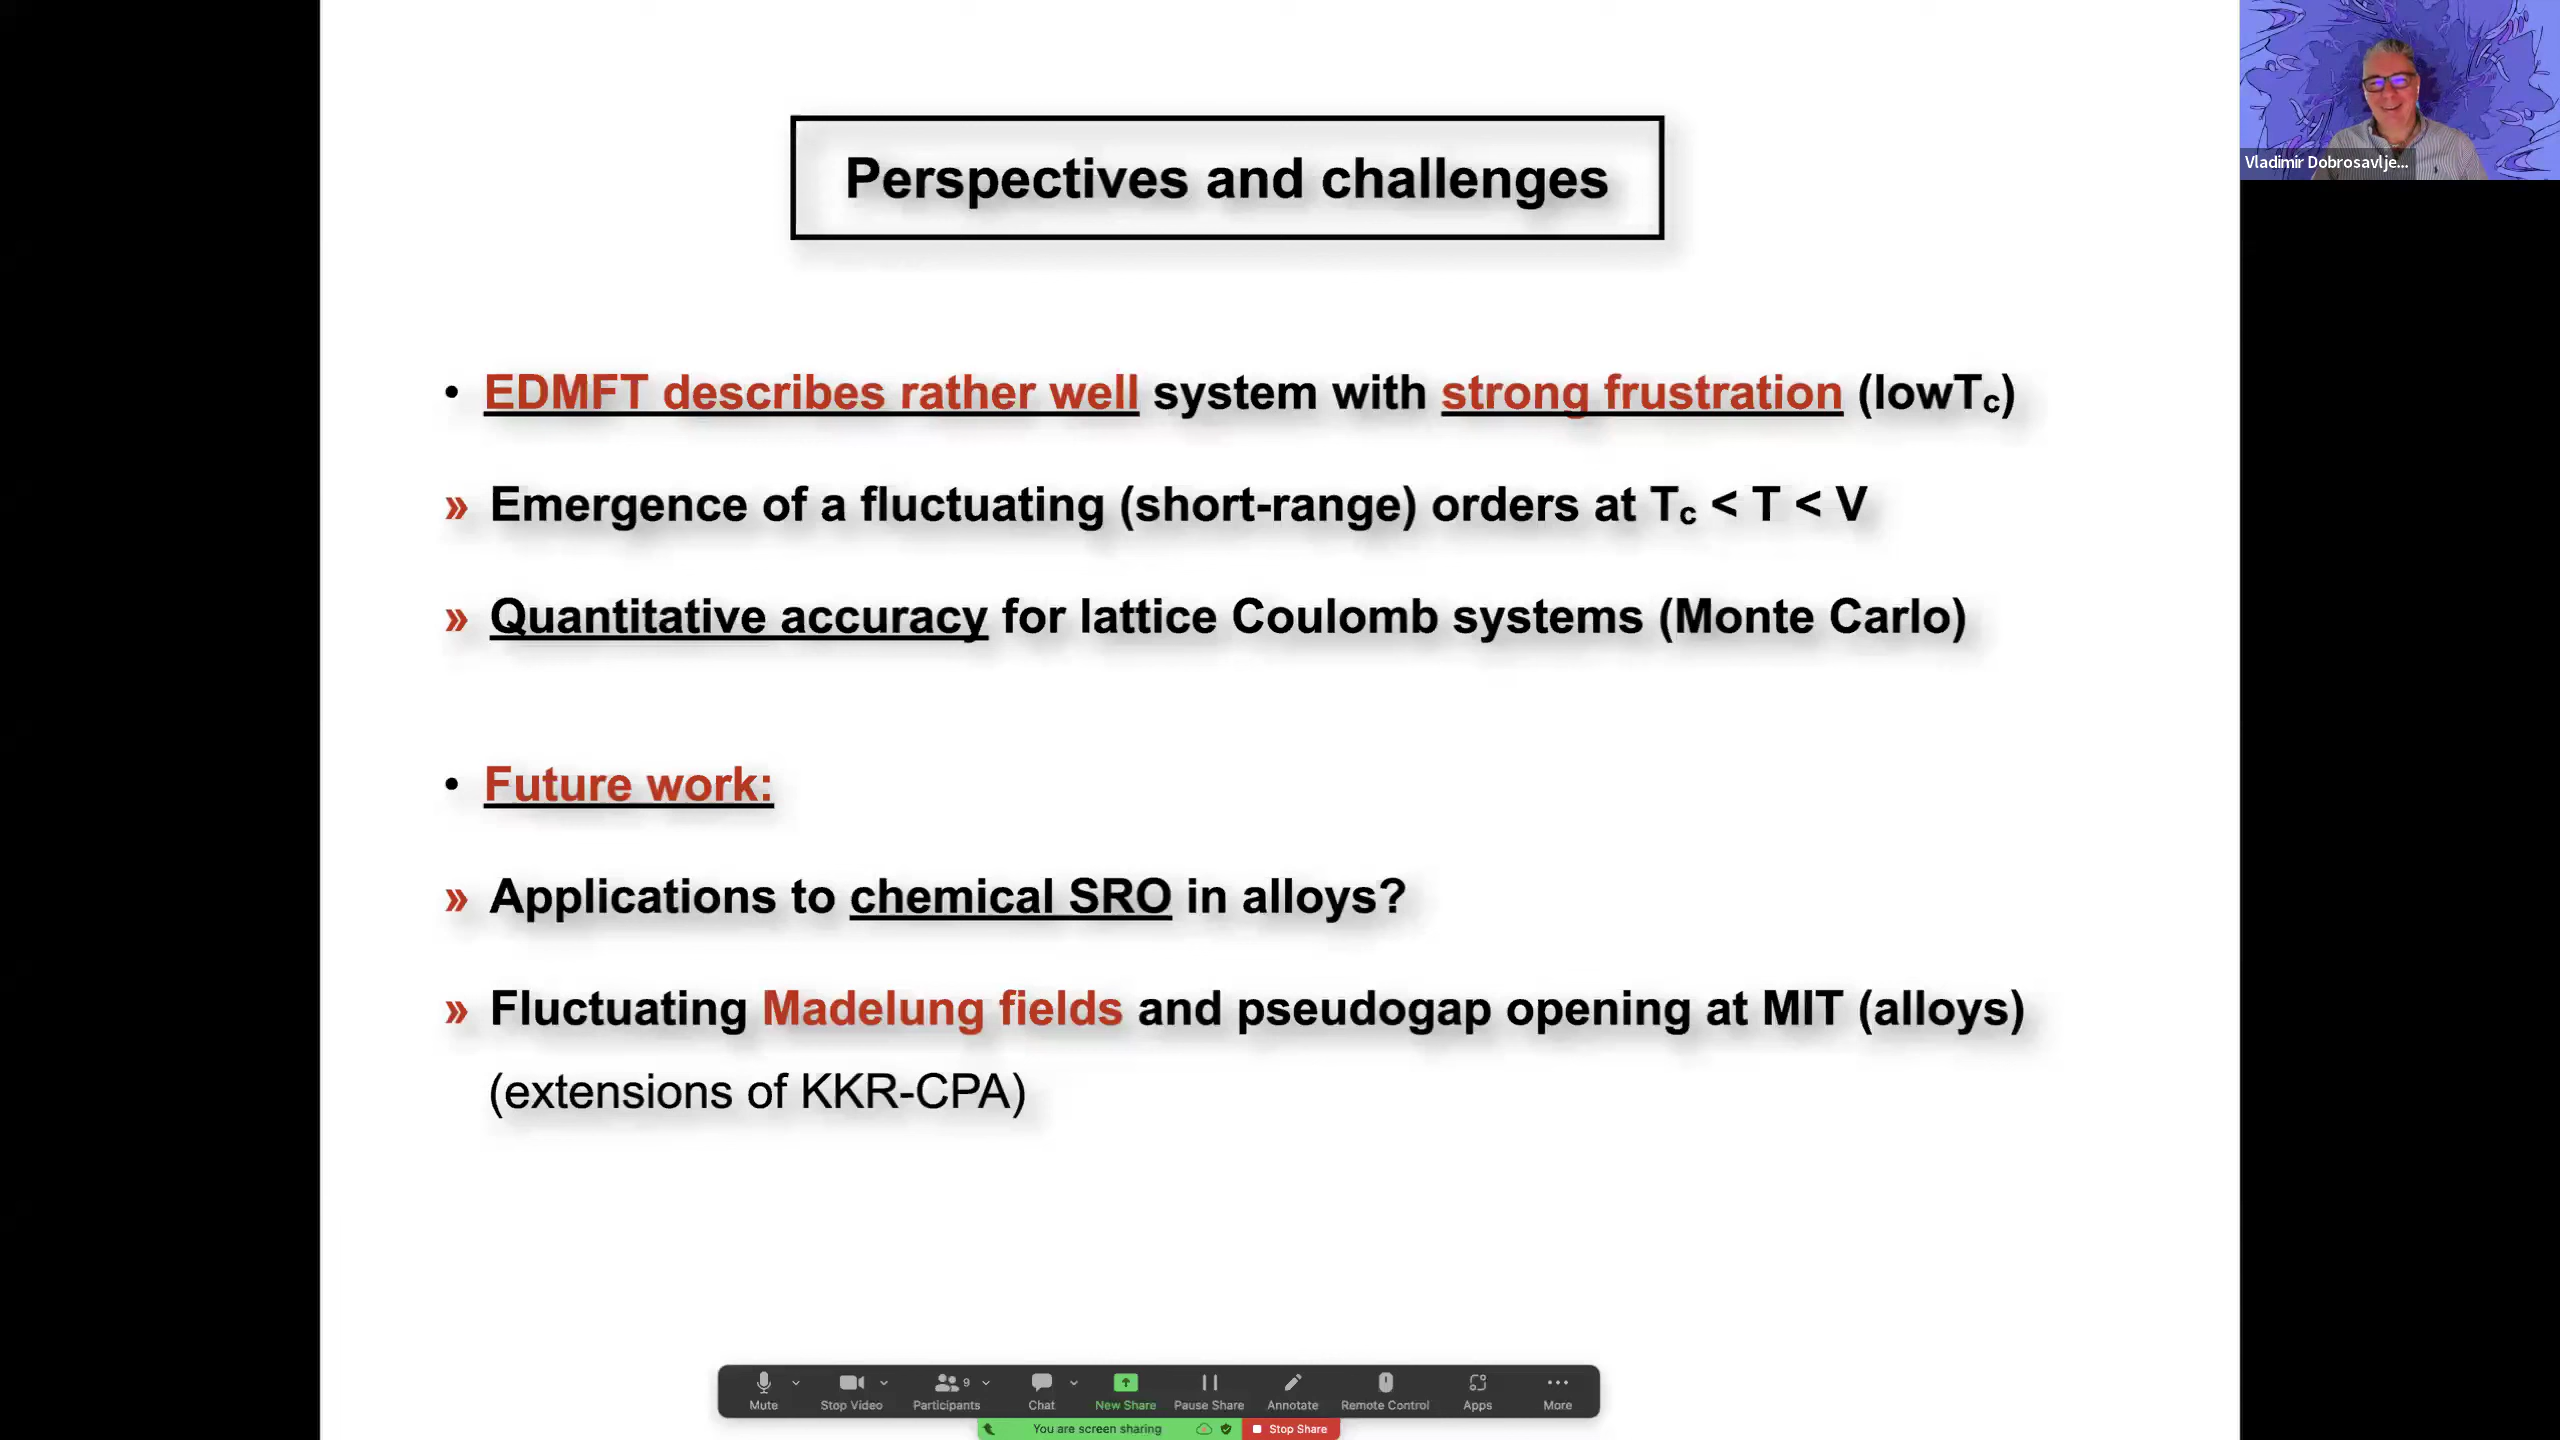 Perspectives and challenges
Vladimir Dobrosavlje...
• EDMFT describes rather well system with strong frustration (lowTc)
» Emergence of a fluctuating (short-range) orders at Tc < T < V
» Quantitative accuracy for lattice Coulomb systems (Monte Carlo)
• Future work:
» Applications to chemical SRO in alloys?
» Fluctuating Madelung fields and pseudogap opening at MIT (alloys)
(extensions of KKR-CPA)
9
Mute Stop Video Participants Chat New Share Pause Share Annotate Remote Control Apps More
You are screen sharing Stop Share